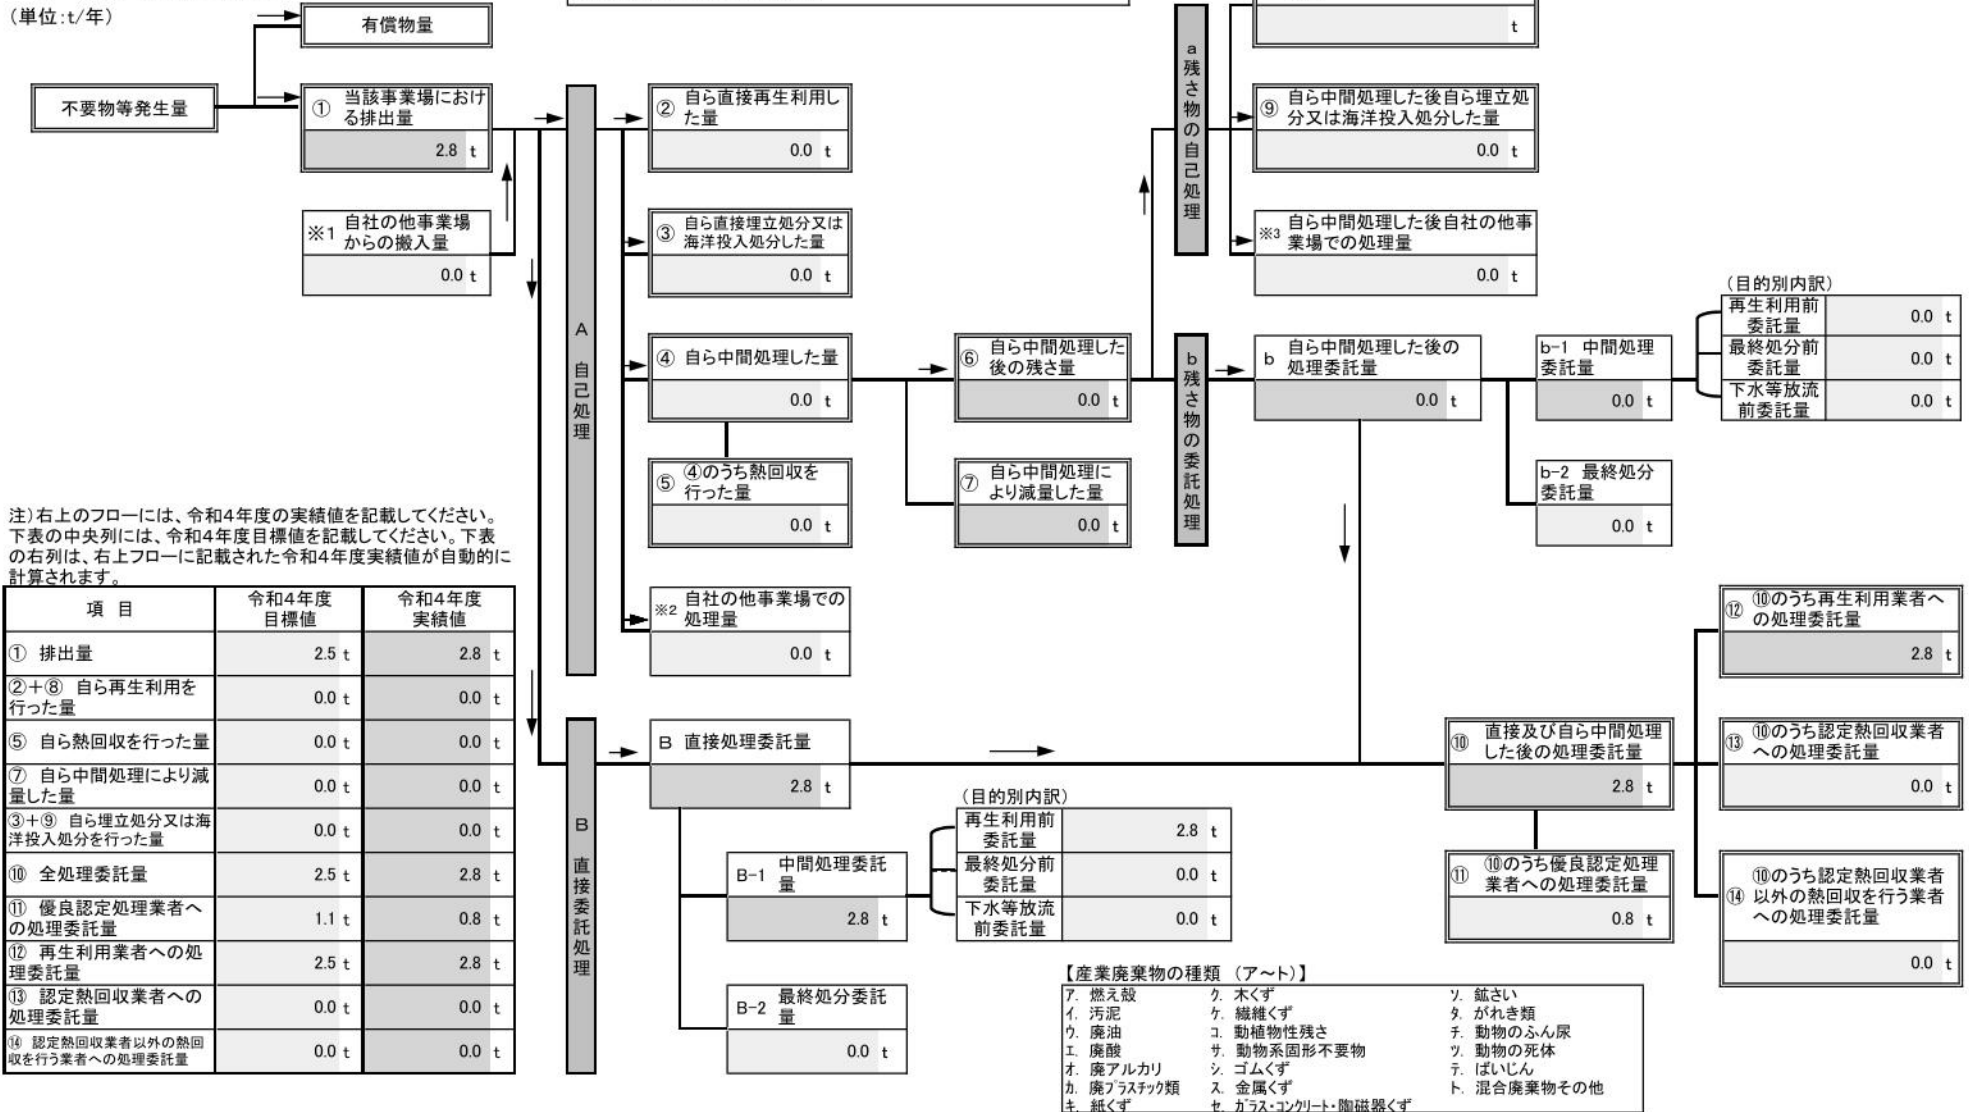 (単位:t/年)
有償物量
不要物等発生量
① 当該事業場におけ
る排出量
2.8 t
※1 自社の他事業場
からの搬入量
0.0 t
A 自己処理
② 自ら直接再生利用し
た量
0.0 t
③ 自ら直接埋立処分又は
海洋投入処分した量
0.0 t
④ 自ら中間処理した量
0.0 t
⑤ ④のうち熱回収を
行った量
0.0 t
※2 自社の他事業場での
処理量
0.0 t
⑥ 自ら中間処理した
後の残さ量
0.0 t
⑦ 自ら中間処理に
より減量した量
0.0 t
a 残さ物の自己処理
t
⑨ 自ら中間処理した後自ら埋立処
分又は海洋投入処分した量
0.0 t
※3 自ら中間処理した後自社の他事
業場での処理量
0.0 t
b 残さ物の委託処理
b 自ら中間処理した後の
処理委託量
0.0 t
b-1 中間処理
委託量
0.0 t
(目的別内訳)
再生利用前
委託量
0.0 t
最終処分前
委託量
0.0 t
下水等放流
前委託量
0.0 t
b-2 最終処分
委託量
0.0 t
注)右上のフローには、令和4年度の実績値を記載してください。
下表の中央列には、令和4年度目標値を記載してください。下表
の右列は、右上フローに記載された令和4年度実績値が自動的に
計算されます。
項 目 令和4年度
目標値 令和4年度
実績値
① 排出量 2.5 t 2.8 t
②+⑧ 自ら再生利用を
行った量 0.0 t 0.0 t
⑤ 自ら熱回収を行った量 0.0 t 0.0 t
⑦ 自ら中間処理により減
量した量 0.0 t 0.0 t
③+⑨ 自ら埋立処分又は海
洋投入処分を行った量 0.0 t 0.0 t
⑩ 全処理委託量 2.5 t 2.8 t
⑪ 優良認定処理業者へ
の処理委託量 1.1 t 0.8 t
⑫ 再生利用業者への処
理委託量 2.5 t 2.8 t
⑬ 認定熱回収業者への
処理委託量 0.0 t 0.0 t
⑭ 認定熱回収業者以外の熱回
収を行う業者への処理委託量 0.0 t 0.0 t
B 直接委託処理
B 直接処理委託量
2.8 t
B-1 中間処理委託
量
2.8 t
(目的別内訳)
再生利用前
委託量
2.8 t
最終処分前
委託量
0.0 t
下水等放流
前委託量
0.0 t
B-2 最終処分委託
量
0.0 t
⑩ 直接及び自ら中間処理
した後の処理委託量
2.8 t
⑪ ⑩のうち優良認定処理
業者への処理委託量
0.8 t
⑫ ⑩のうち再生利用業者へ
の処理委託量
2.8 t
⑬ ⑩のうち認定熱回収業者
への処理委託量
0.0 t
⑭ ⑩のうち認定熱回収業者
以外の熱回収を行う業者
への処理委託量
0.0 t
【産業廃棄物の種類 (ア~ト)】
ア. 燃え殻 ク. 木くず ソ. 鉱さい
イ. 汚泥 ケ. 繊維くず タ. がれき類
ウ. 廃油 コ. 動植物性残さ チ. 動物のふん尿
エ. 廃酸 サ. 動物系固形不要物 ツ. 動物の死体
オ. 廃アルカリ シ. ゴムくず テ. ばいじん
カ. 廃プラスチック類 ス. 金属くず ト. 混合廃棄物その他
キ. 紙くず セ. ガラス・コンクリート・陶磁器くず